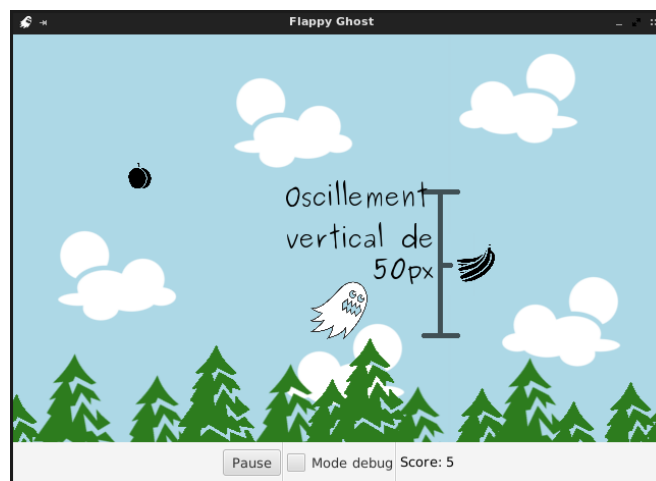 Flappy Ghost
Oscillement
vertical de
50px
Pause
Mode debug
Score: 5